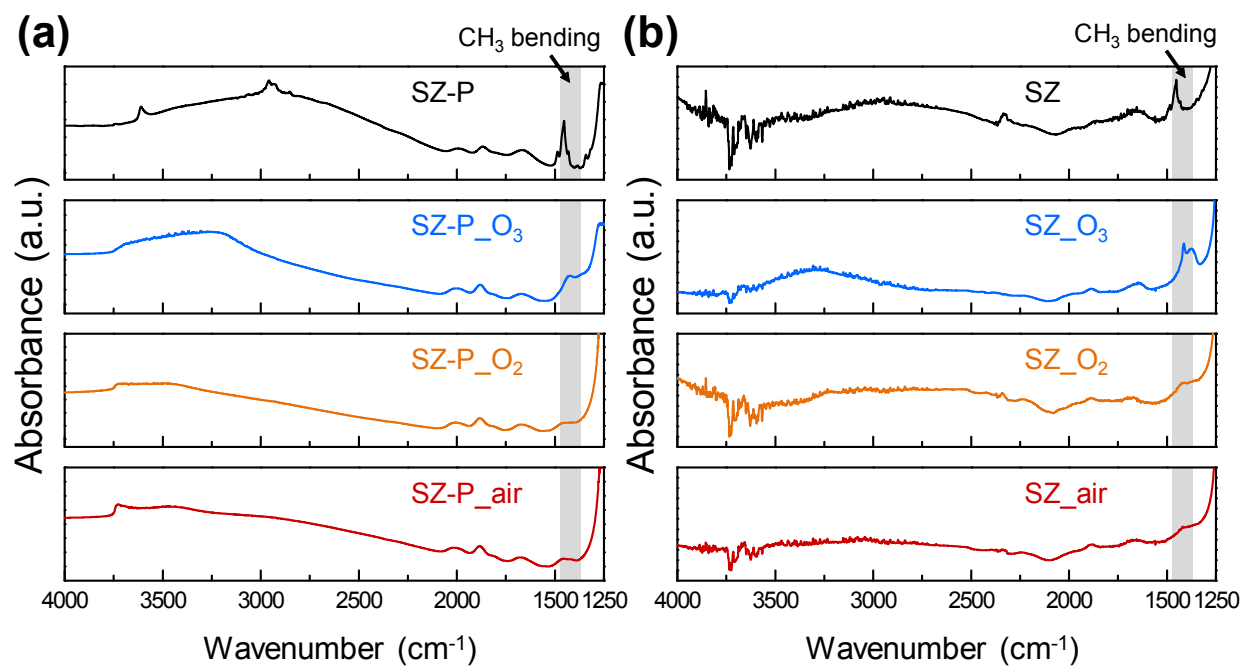 (a)
CH₃ bending
SZ-P
SZ-P_O₃
SZ-P_O₂
SZ-P_air
Absorbance (a.u.)
4000 3500 3000 2500 2000 1500 1250
Wavenumber (cm⁻¹)
(b)
CH₃ bending
SZ
SZ_O₃
SZ_O₂
SZ_air
Absorbance (a.u.)
4000 3500 3000 2500 2000 1500 1250
Wavenumber (cm⁻¹)